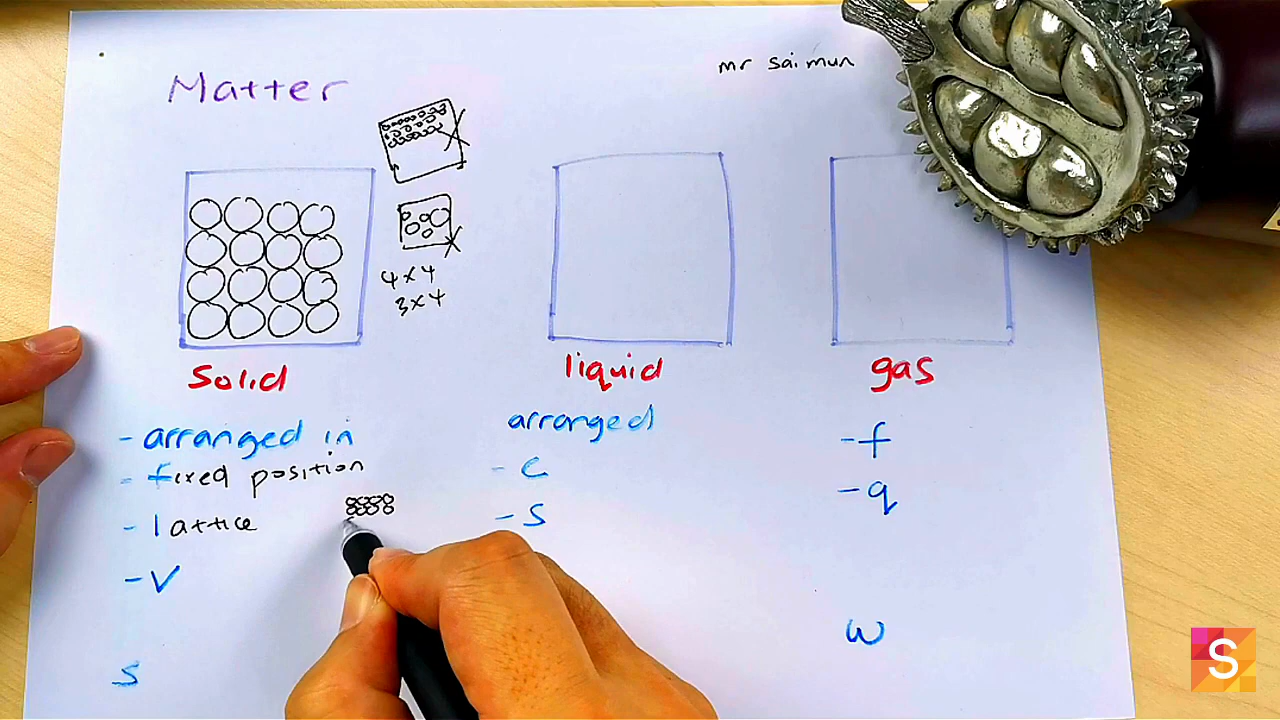 Matter
mr saimun
4x4
3x4
Solid
liquid
gas
- arranged in
- fixed position
- lattice
- V
s
arranged
- c
- s
- f
- q
w
S